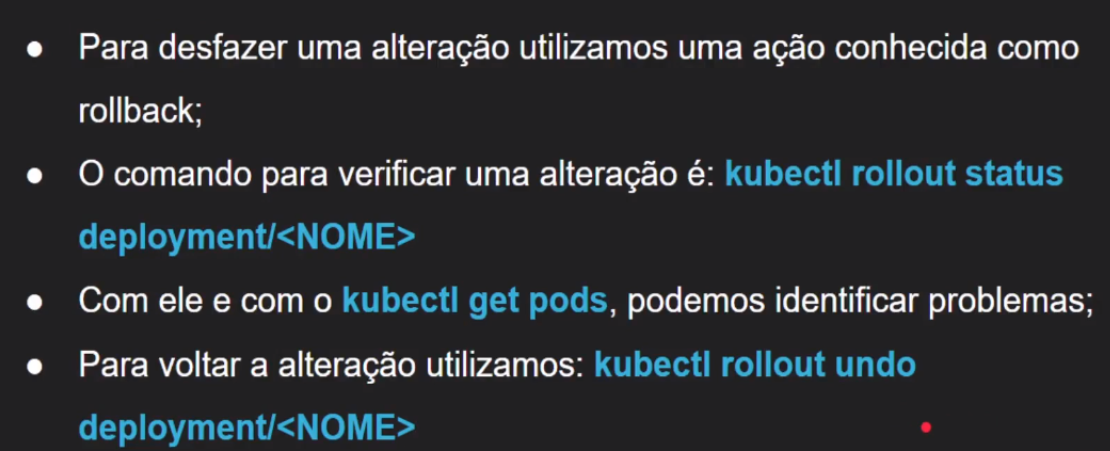 ● Para desfazer uma alteração utilizamos uma ação conhecida como
rollback;
● O comando para verificar uma alteração é: kubectl rollout status
deployment/<NOME>
● Com ele e com o kubectl get pods, podemos identificar problemas;
● Para voltar a alteração utilizamos: kubectl rollout undo
deployment/<NOME>